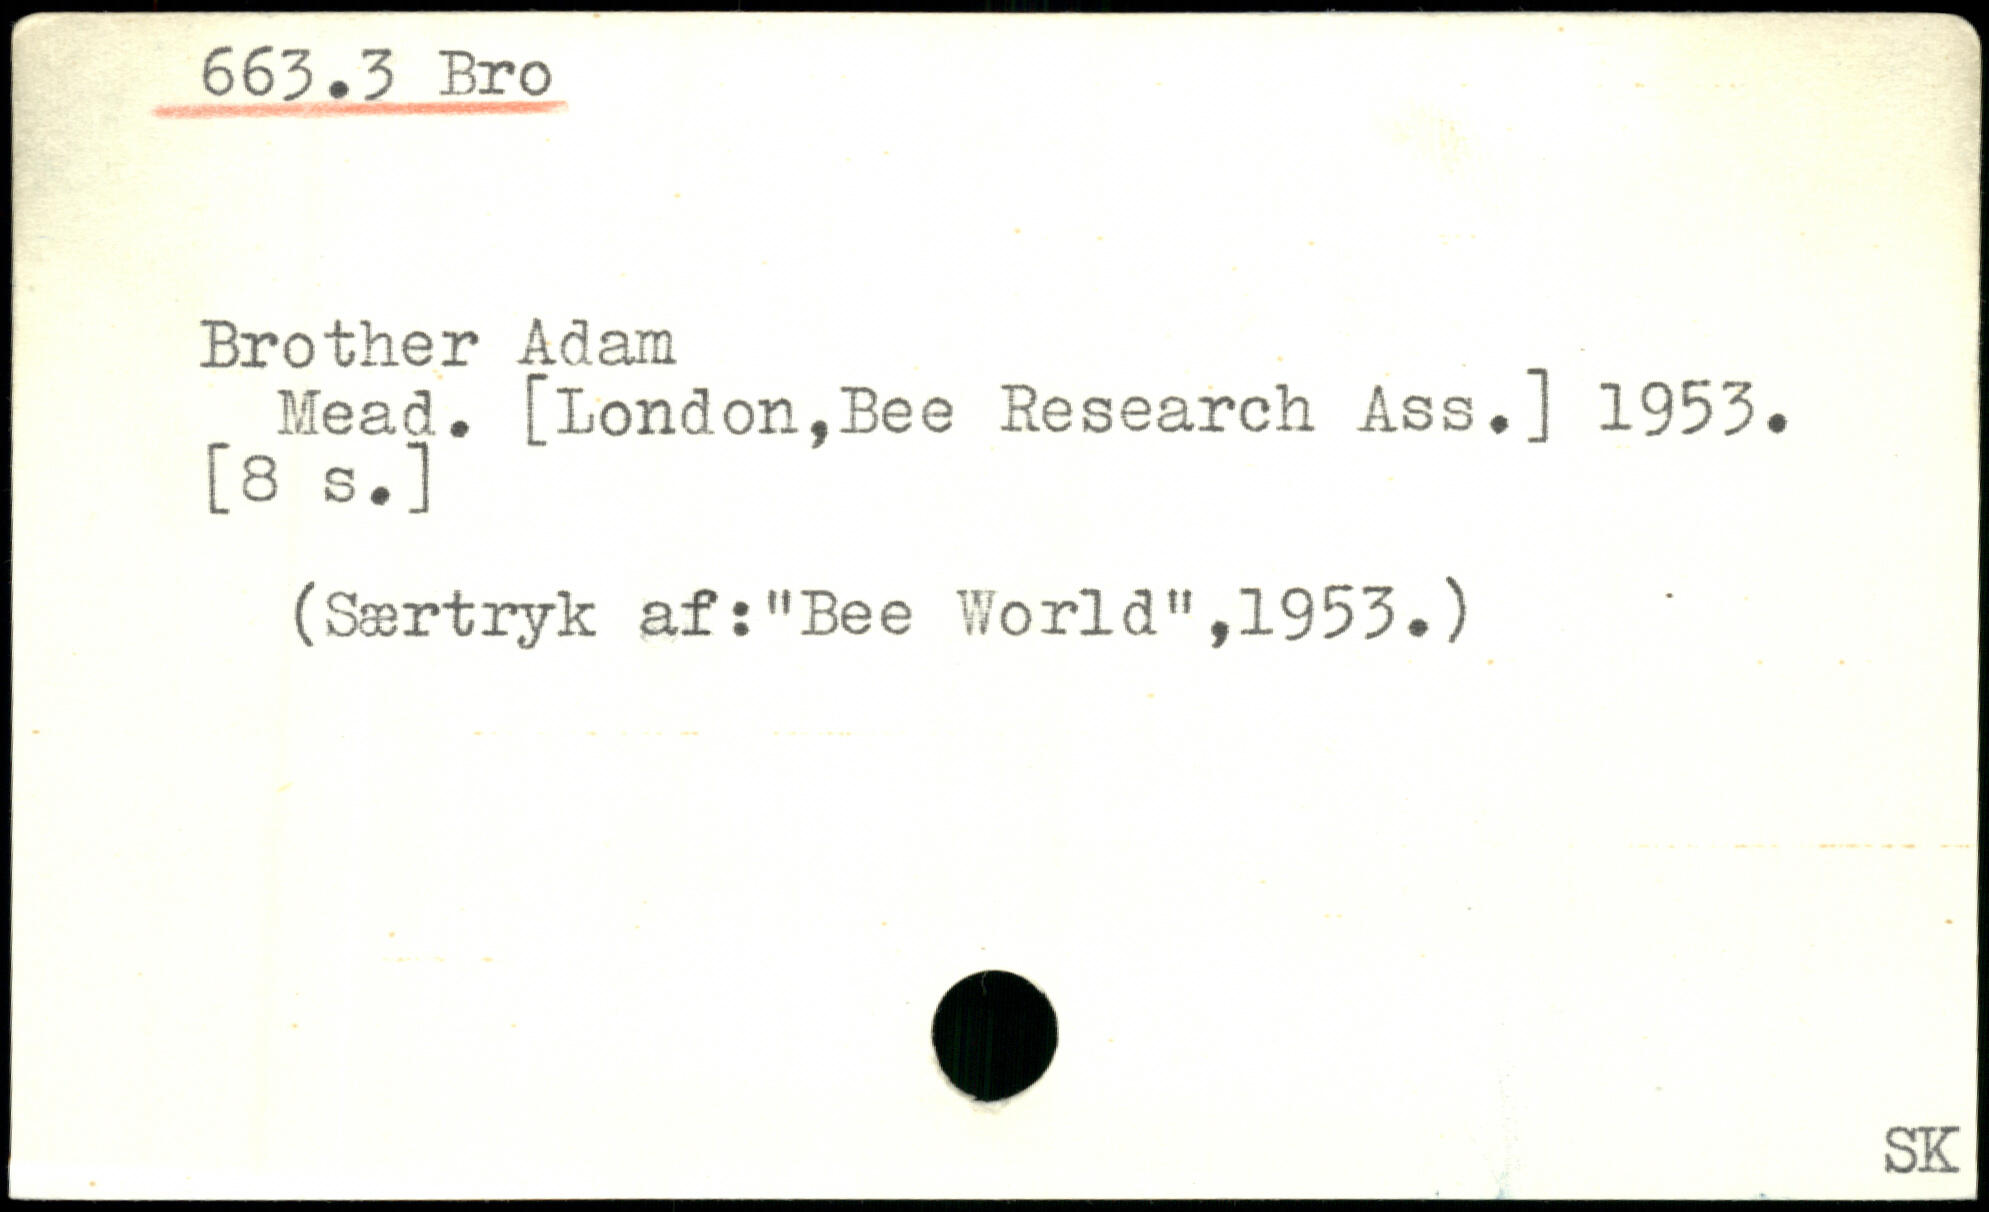 663.3 Bro
Brother Adam
Mead. [London,Bee Research Ass.] 1953.
[8 s.]
(Særtryk af:"Bee World",1953.)
SK